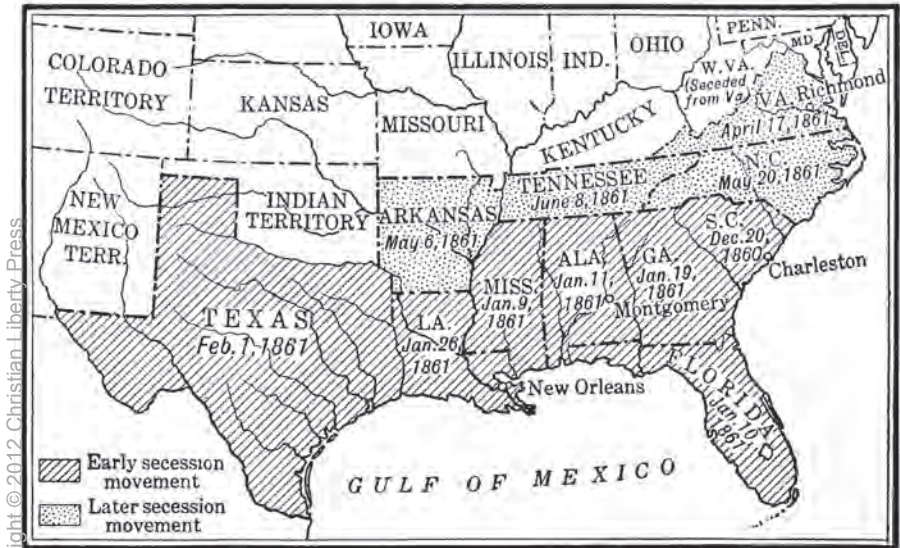 IOWA
PENN.
COLORADO
TERRITORY
ILLINOIS
IND.
OHIO
MD.
DEL.
W.VA.
(Seceded
from Va.)
KANSAS
VA.
Richmond
April 17, 1861
MISSOURI
KENTUCKY
N.C.
May 20, 1861
TENNESSEE
June 8, 1861
NEW
MEXICO
TERR.
INDIAN
TERRITORY
ARKANSAS
May 6, 1861
S.C.
Dec. 20,
1860
Charleston
MISS.
Jan. 9,
1861
ALA.
Jan. 11
1861
GA.
Jan. 19,
1861
Montgomery
TEXAS
Feb. 1, 1861
LA.
Jan. 26
1861
New Orleans
FLORIDA
Jan. 10,
1861
GULF OF MEXICO
Early secession
movement
Later secession
movement
ight © 2012 Christian Liberty Press